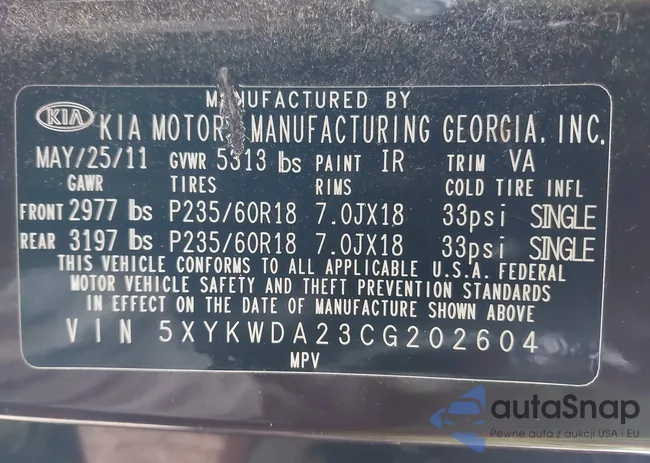 MANUFACTURED BY
KIA KIA MOTORS MANUFACTURING GEORGIA, INC.
MAY/25/11 GVWR 5313 lbs PAINT IR TRIM VA
GAWR TIRES RIMS COLD TIRE INFL
FRONT 2977 lbs P235/60R18 7.0JX18 33psi SINGLE
REAR 3197 lbs P235/60R18 7.0JX18 33psi SINGLE
THIS VEHICLE CONFORMS TO ALL APPLICABLE U.S.A. FEDERAL
MOTOR VEHICLE SAFETY AND THEFT PREVENTION STANDARDS
IN EFFECT ON THE DATE OF MANUFACTURE SHOWN ABOVE
VIN 5XYKWDA23CG202604
MPV
autaSnap
Pewne auta z aukcji USA i EU